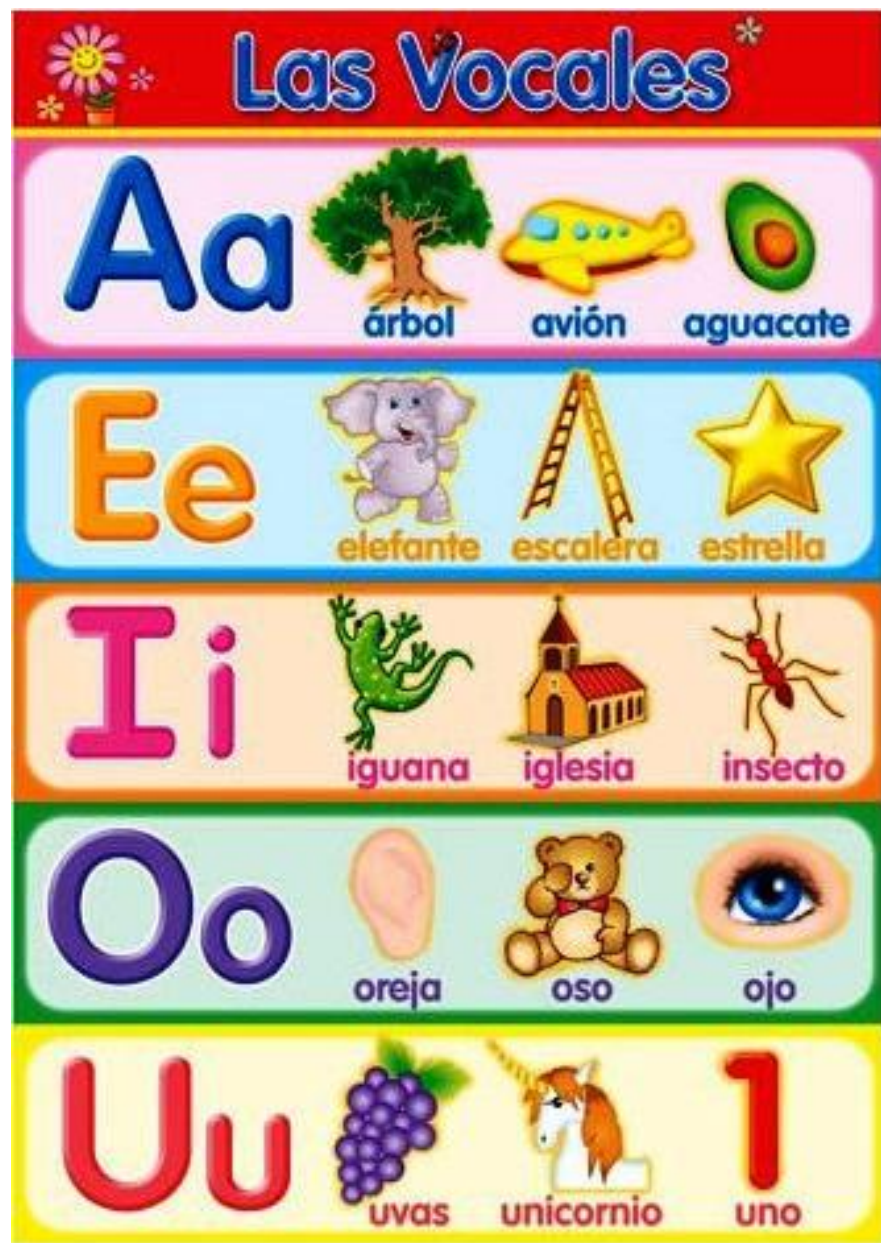 Las Vocales
Aa
árbol avión aguacate
Ee
elefante escalera estrella
Ii
iguana iglesia insecto
Oo
oreja oso ojo
Uu
1
uvas unicornio uno